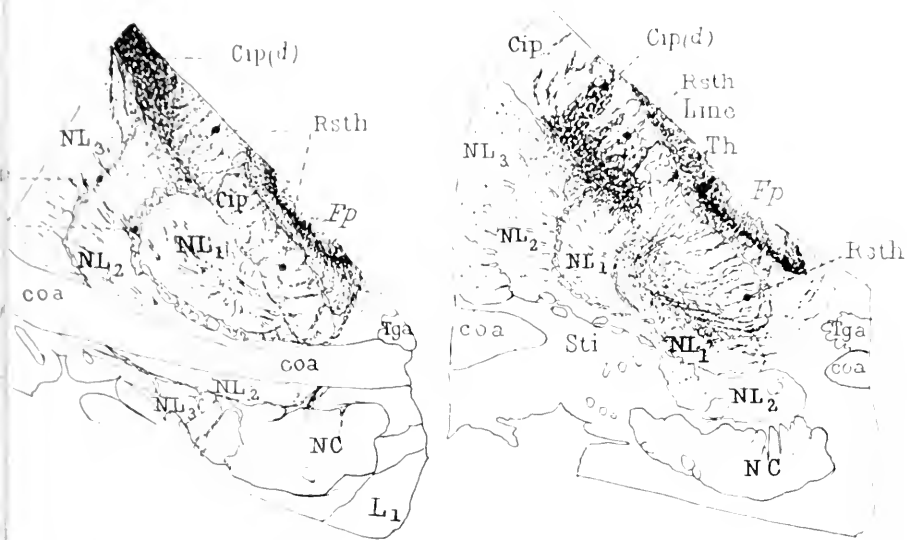 Cip(d)
Rsth
NL3
Cip
Fp
NL1
NL2
coa
Tga
coa
NL2
NL3
NC
L1
Cip
Cip(d)
Rsth
Line
Th
NL3
Fp
NL2
NL1
Rsth
coa
Sti
NL1
Tga
coa
NL2
NC